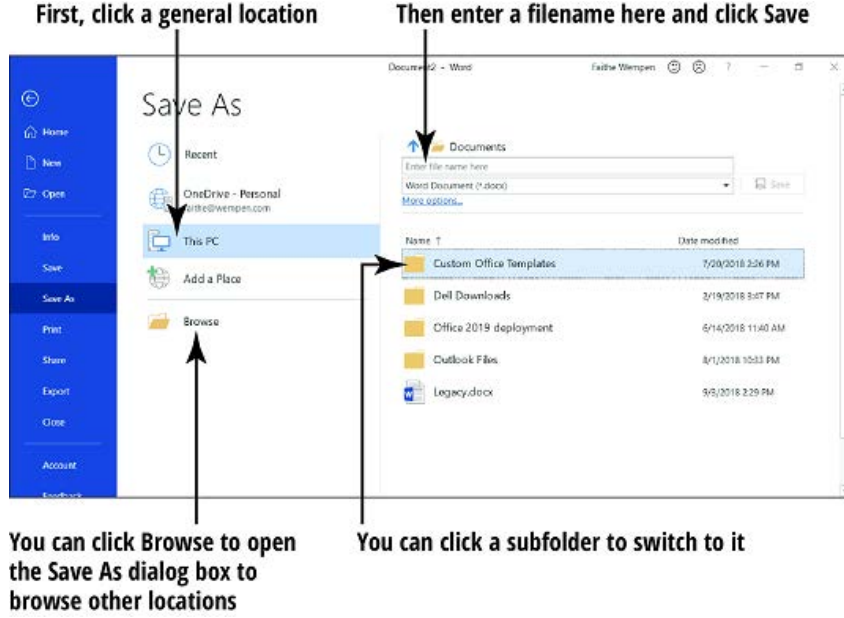 First, click a general location
Then enter a filename here and click Save
Document2 - Word
Faithe Wempen
?
Save As
Home
New
Open
Info
Save
Save As
Print
Share
Export
Close
Account
Feedback
Recent
OneDrive - Personal
faithe@wempen.com
This PC
Add a Place
Browse
Documents
Enter file name here
Word Document (*.docx)
Save
More options...
Name ↑ Date modified
Custom Office Templates 7/20/2018 2:26 PM
Dell Downloads 2/19/2018 3:47 PM
Office 2019 deployment 6/14/2018 11:40 AM
Outlook Files 8/1/2018 10:33 PM
Legacy.docx 9/3/2018 2:29 PM
You can click Browse to open
the Save As dialog box to
browse other locations
You can click a subfolder to switch to it